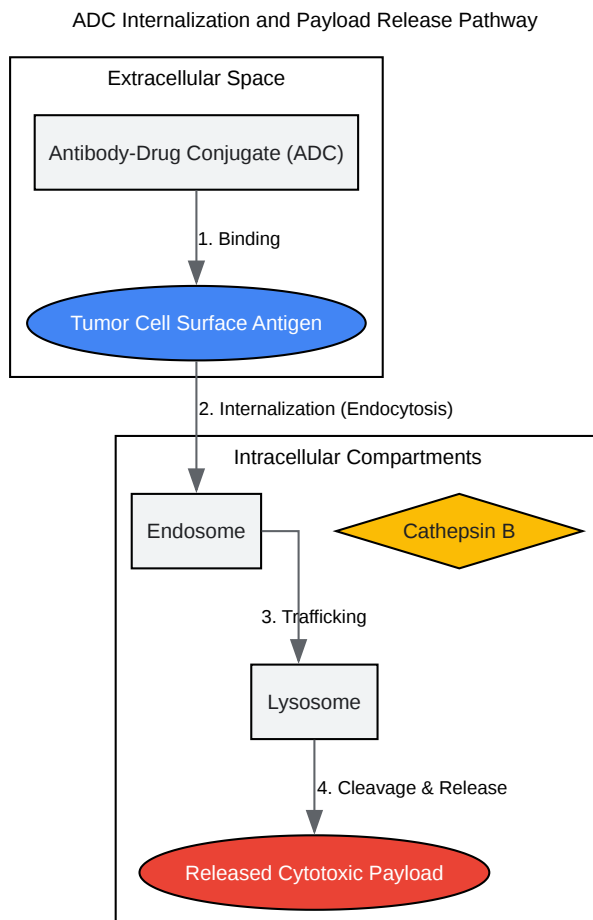 ADC Internalization and Payload Release Pathway
Extracellular Space
Antibody-Drug Conjugate (ADC)
1. Binding
Tumor Cell Surface Antigen
2. Internalization (Endocytosis)
Intracellular Compartments
Endosome
Cathepsin B
3. Trafficking
Lysosome
4. Cleavage & Release
Released Cytotoxic Payload